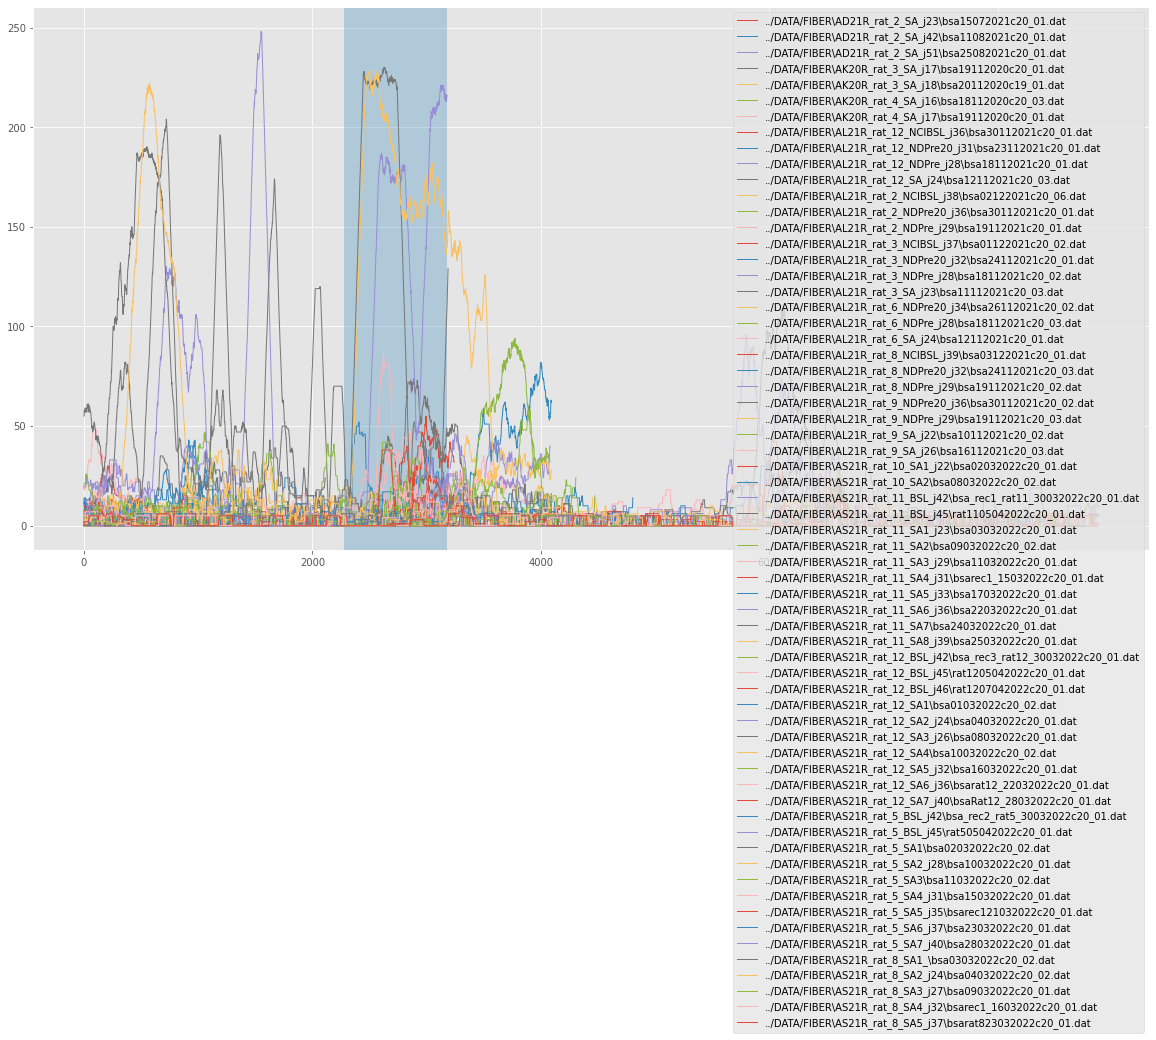 250
200
150
100
50
0
0
2000
4000
../DATA/FIBER\AD21R_rat_2_SA_j23\bsa15072021c20_01.dat
../DATA/FIBER\AD21R_rat_2_SA_j42\bsa11082021c20_01.dat
../DATA/FIBER\AD21R_rat_2_SA_j51\bsa25082021c20_01.dat
../DATA/FIBER\AK20R_rat_3_SA_j17\bsa19112020c20_01.dat
../DATA/FIBER\AK20R_rat_3_SA_j18\bsa20112020c19_01.dat
../DATA/FIBER\AK20R_rat_4_SA_j16\bsa18112020c20_03.dat
../DATA/FIBER\AK20R_rat_4_SA_j17\bsa19112020c20_01.dat
../DATA/FIBER\AL21R_rat_12_NCIBSL_j36\bsa30112021c20_01.dat
../DATA/FIBER\AL21R_rat_12_NDPre20_j31\bsa23112021c20_01.dat
../DATA/FIBER\AL21R_rat_12_NDPre_j28\bsa18112021c20_01.dat
../DATA/FIBER\AL21R_rat_12_SA_j24\bsa12112021c20_03.dat
../DATA/FIBER\AL21R_rat_2_NCIBSL_j38\bsa02122021c20_06.dat
../DATA/FIBER\AL21R_rat_2_NDPre20_j36\bsa30112021c20_01.dat
../DATA/FIBER\AL21R_rat_2_NDPre_j29\bsa19112021c20_01.dat
../DATA/FIBER\AL21R_rat_3_NCIBSL_j37\bsa01122021c20_02.dat
../DATA/FIBER\AL21R_rat_3_NDPre20_j32\bsa24112021c20_01.dat
../DATA/FIBER\AL21R_rat_3_NDPre_j28\bsa18112021c20_02.dat
../DATA/FIBER\AL21R_rat_3_SA_j23\bsa11112021c20_03.dat
../DATA/FIBER\AL21R_rat_6_NDPre20_j34\bsa26112021c20_02.dat
../DATA/FIBER\AL21R_rat_6_NDPre_j28\bsa18112021c20_03.dat
../DATA/FIBER\AL21R_rat_6_SA_j24\bsa12112021c20_01.dat
../DATA/FIBER\AL21R_rat_8_NCIBSL_j39\bsa03122021c20_01.dat
../DATA/FIBER\AL21R_rat_8_NDPre20_j32\bsa24112021c20_03.dat
../DATA/FIBER\AL21R_rat_8_NDPre_j29\bsa19112021c20_02.dat
../DATA/FIBER\AL21R_rat_9_NDPre20_j36\bsa30112021c20_02.dat
../DATA/FIBER\AL21R_rat_9_NDPre_j29\bsa19112021c20_03.dat
../DATA/FIBER\AL21R_rat_9_SA_j22\bsa10112021c20_02.dat
../DATA/FIBER\AL21R_rat_9_SA_j26\bsa16112021c20_03.dat
../DATA/FIBER\AS21R_rat_10_SA1_j22\bsa02032022c20_01.dat
../DATA/FIBER\AS21R_rat_10_SA2\bsa08032022c20_02.dat
../DATA/FIBER\AS21R_rat_11_BSL_j42\bsa_rec1_rat11_30032022c20_01.dat
../DATA/FIBER\AS21R_rat_11_BSL_j45\rat1105042022c20_01.dat
../DATA/FIBER\AS21R_rat_11_SA1_j23\bsa03032022c20_01.dat
../DATA/FIBER\AS21R_rat_11_SA2\bsa09032022c20_02.dat
../DATA/FIBER\AS21R_rat_11_SA3_j29\bsa11032022c20_01.dat
../DATA/FIBER\AS21R_rat_11_SA4_j31\bsarec1_15032022c20_01.dat
../DATA/FIBER\AS21R_rat_11_SA5_j33\bsa17032022c20_01.dat
../DATA/FIBER\AS21R_rat_11_SA6_j36\bsa22032022c20_01.dat
../DATA/FIBER\AS21R_rat_11_SA7\bsa24032022c20_01.dat
../DATA/FIBER\AS21R_rat_11_SA8_j39\bsa25032022c20_01.dat
../DATA/FIBER\AS21R_rat_12_BSL_j42\bsa_rec3_rat12_30032022c20_01.dat
../DATA/FIBER\AS21R_rat_12_BSL_j45\rat1205042022c20_01.dat
../DATA/FIBER\AS21R_rat_12_BSL_j46\rat1207042022c20_01.dat
../DATA/FIBER\AS21R_rat_12_SA1\bsa01032022c20_02.dat
../DATA/FIBER\AS21R_rat_12_SA2_j24\bsa04032022c20_01.dat
../DATA/FIBER\AS21R_rat_12_SA3_j26\bsa08032022c20_01.dat
../DATA/FIBER\AS21R_rat_12_SA4\bsa10032022c20_02.dat
../DATA/FIBER\AS21R_rat_12_SA5_j32\bsa16032022c20_01.dat
../DATA/FIBER\AS21R_rat_12_SA6_j36\bsarat12_22032022c20_01.dat
../DATA/FIBER\AS21R_rat_12_SA7_j40\bsaRat12_28032022c20_01.dat
../DATA/FIBER\AS21R_rat_5_BSL_j42\bsa_rec2_rat5_30032022c20_01.dat
../DATA/FIBER\AS21R_rat_5_BSL_j45\rat505042022c20_01.dat
../DATA/FIBER\AS21R_rat_5_SA1\bsa02032022c20_02.dat
../DATA/FIBER\AS21R_rat_5_SA2_j28\bsa10032022c20_01.dat
../DATA/FIBER\AS21R_rat_5_SA3\bsa11032022c20_02.dat
../DATA/FIBER\AS21R_rat_5_SA4_j31\bsa15032022c20_01.dat
../DATA/FIBER\AS21R_rat_5_SA5_j35\bsarec121032022c20_01.dat
../DATA/FIBER\AS21R_rat_5_SA6_j37\bsa23032022c20_01.dat
../DATA/FIBER\AS21R_rat_5_SA7_j40\bsa28032022c20_01.dat
../DATA/FIBER\AS21R_rat_8_SA1_\bsa03032022c20_02.dat
../DATA/FIBER\AS21R_rat_8_SA2_j24\bsa04032022c20_02.dat
../DATA/FIBER\AS21R_rat_8_SA3_j27\bsa09032022c20_01.dat
../DATA/FIBER\AS21R_rat_8_SA4_j32\bsarec1_16032022c20_01.dat
../DATA/FIBER\AS21R_rat_8_SA5_j37\bsarat823032022c20_01.dat